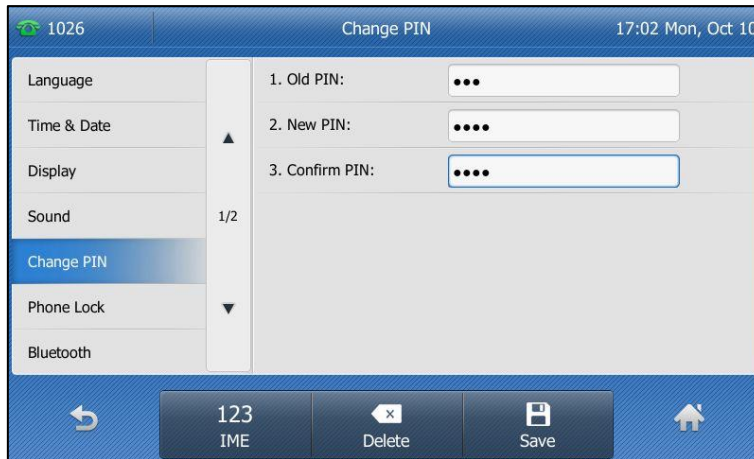 1026 Change PIN 17:02 Mon, Oct 10
Language
Time & Date
Display
Sound
Change PIN
Phone Lock
Bluetooth
1/2
1. Old PIN: •••
2. New PIN: ••••
3. Confirm PIN: ••••
123
IME
Delete
Save